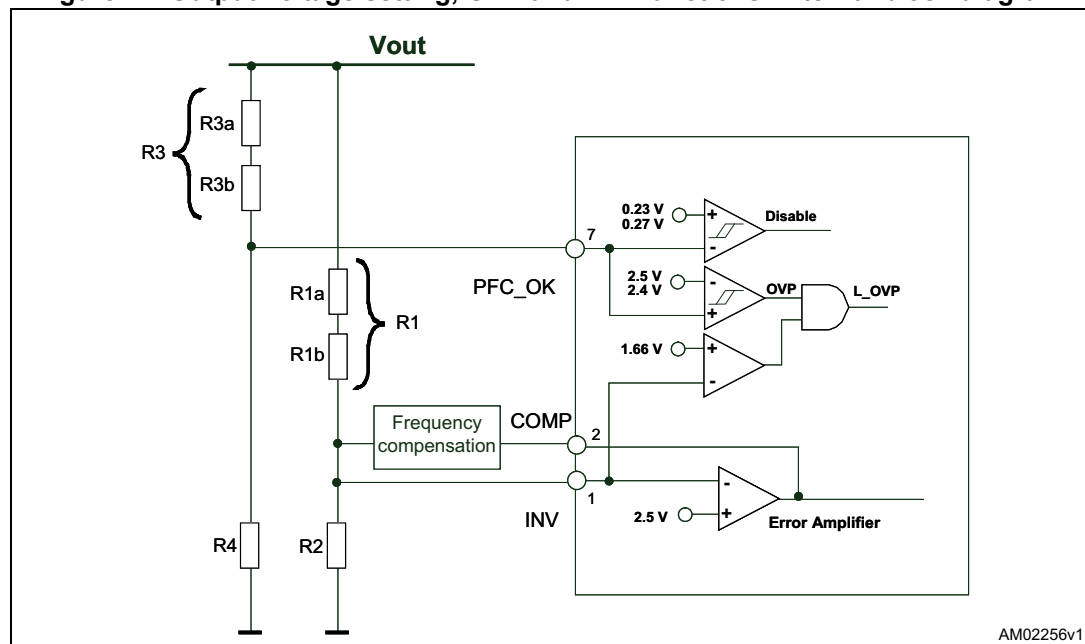 Vout
R3a
R3
R3b
0.23 V
0.27 V
+
-
Disable
7
PFC_OK
2.5 V
2.4 V
-
+
OVP
L_OVP
R1a
R1
R1b
1.66 V
+
-
Frequency
compensation
COMP
2
1
INV
-
2.5 V
+
Error Amplifier
R4
R2
AM02256v1